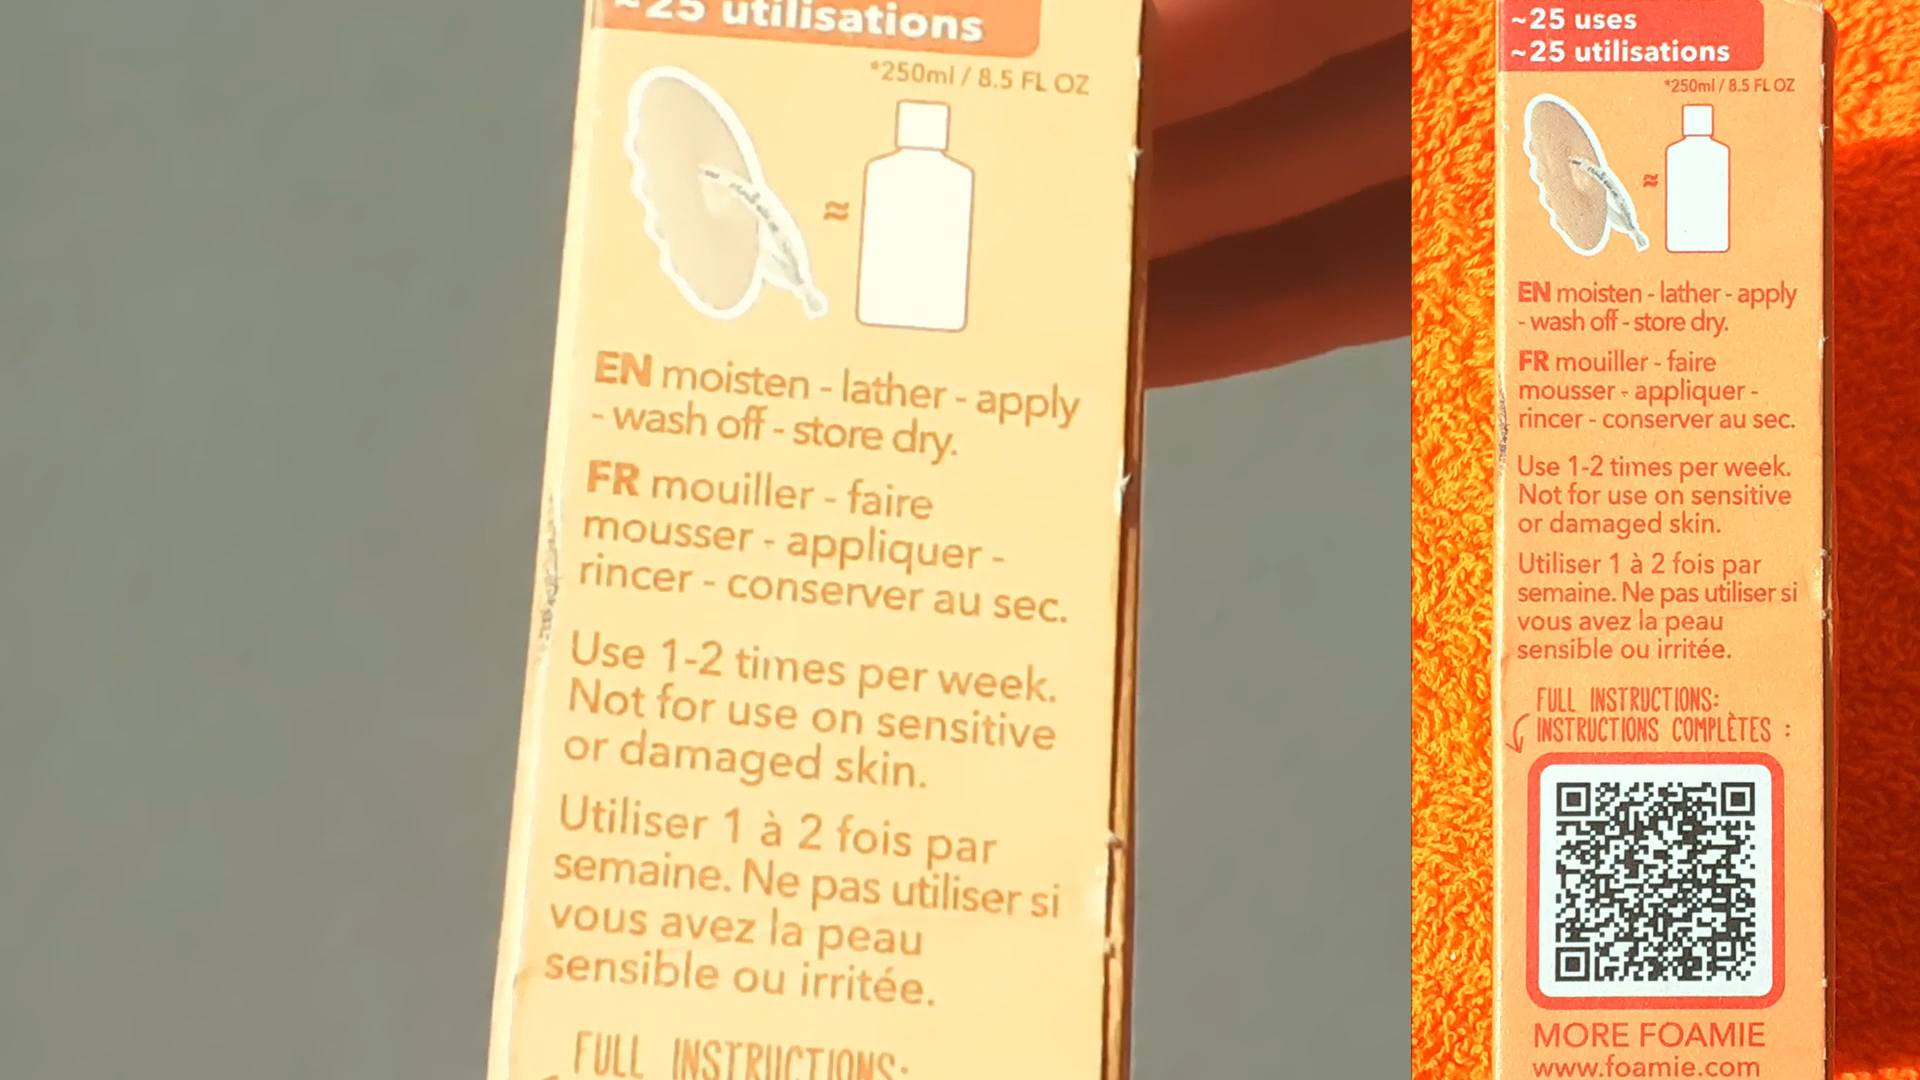 ~25 utilisations
*250ml / 8.5 FL OZ
≈
EN moisten - lather - apply
- wash off - store dry.
FR mouiller - faire
mousser - appliquer -
rincer - conserver au sec.
Use 1-2 times per week.
Not for use on sensitive
or damaged skin.
Utiliser 1 à 2 fois par
semaine. Ne pas utiliser si
vous avez la peau
sensible ou irritée.
FULL INSTRUCTIONS:
~25 uses
~25 utilisations
*250ml / 8.5 FL OZ
≈
EN moisten - lather - apply
- wash off - store dry.
FR mouiller - faire
mousser - appliquer -
rincer - conserver au sec.
Use 1-2 times per week.
Not for use on sensitive
or damaged skin.
Utiliser 1 à 2 fois par
semaine. Ne pas utiliser si
vous avez la peau
sensible ou irritée.
FULL INSTRUCTIONS:
INSTRUCTIONS COMPLÈTES :
MORE FOAMIE
www.foamie.com